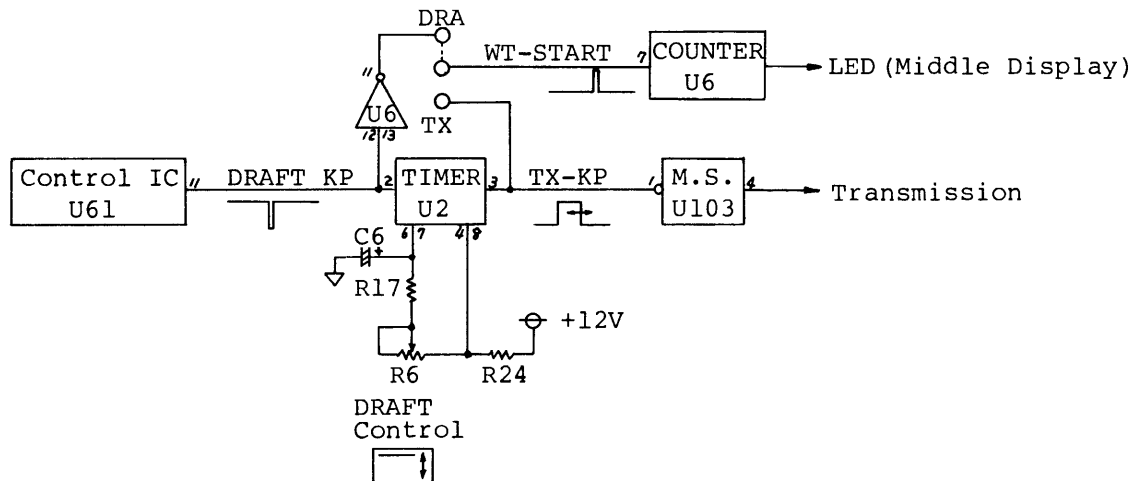 DRA
WT-START
7
COUNTER
U6
LED (Middle Display)
11
U6
12 13
TX
Control IC
U61
11
DRAFT KP
2
TIMER
U2
3
TX-KP
1
M.S.
U103
4
Transmission
6 7
4 8
C6
+
R17
+12V
R6
R24
DRAFT
Control